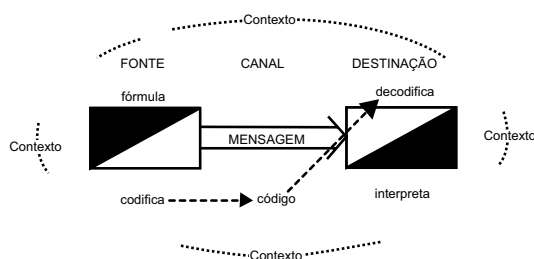 Contexto
FONTE CANAL DESTINAÇÃO
fórmula decodifica
Contexto MENSAGEM Contexto
codifica código interpreta
Contexto